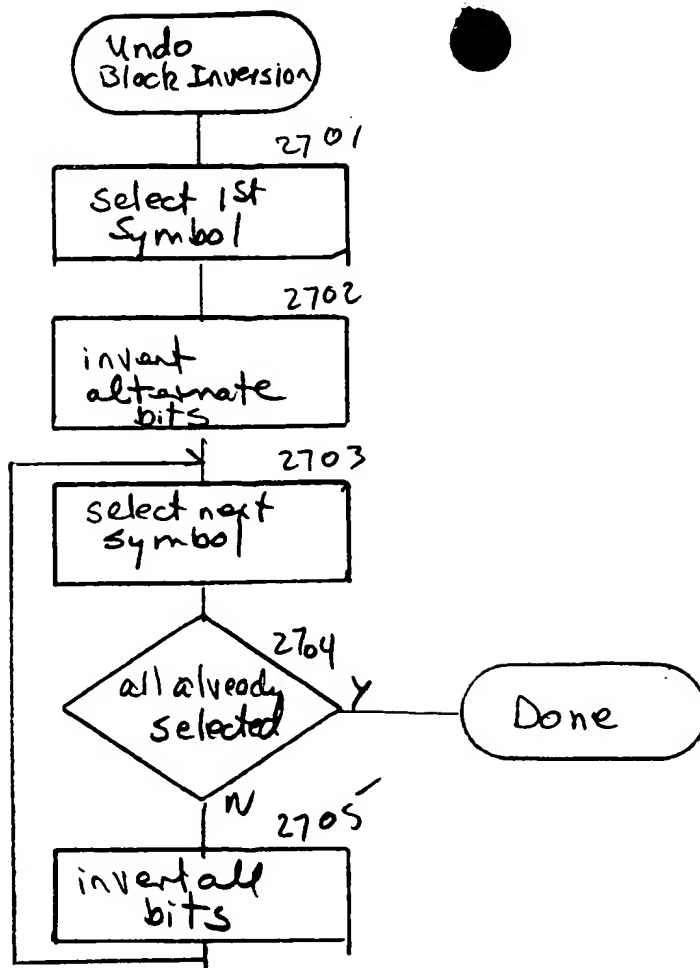 Undo
Block Inversion
2701
select 1st
symbol
2702
invert
alternate
bits
2703
select next
symbol
2704
all already
selected
Y
Done
N
2705
invert all
bits